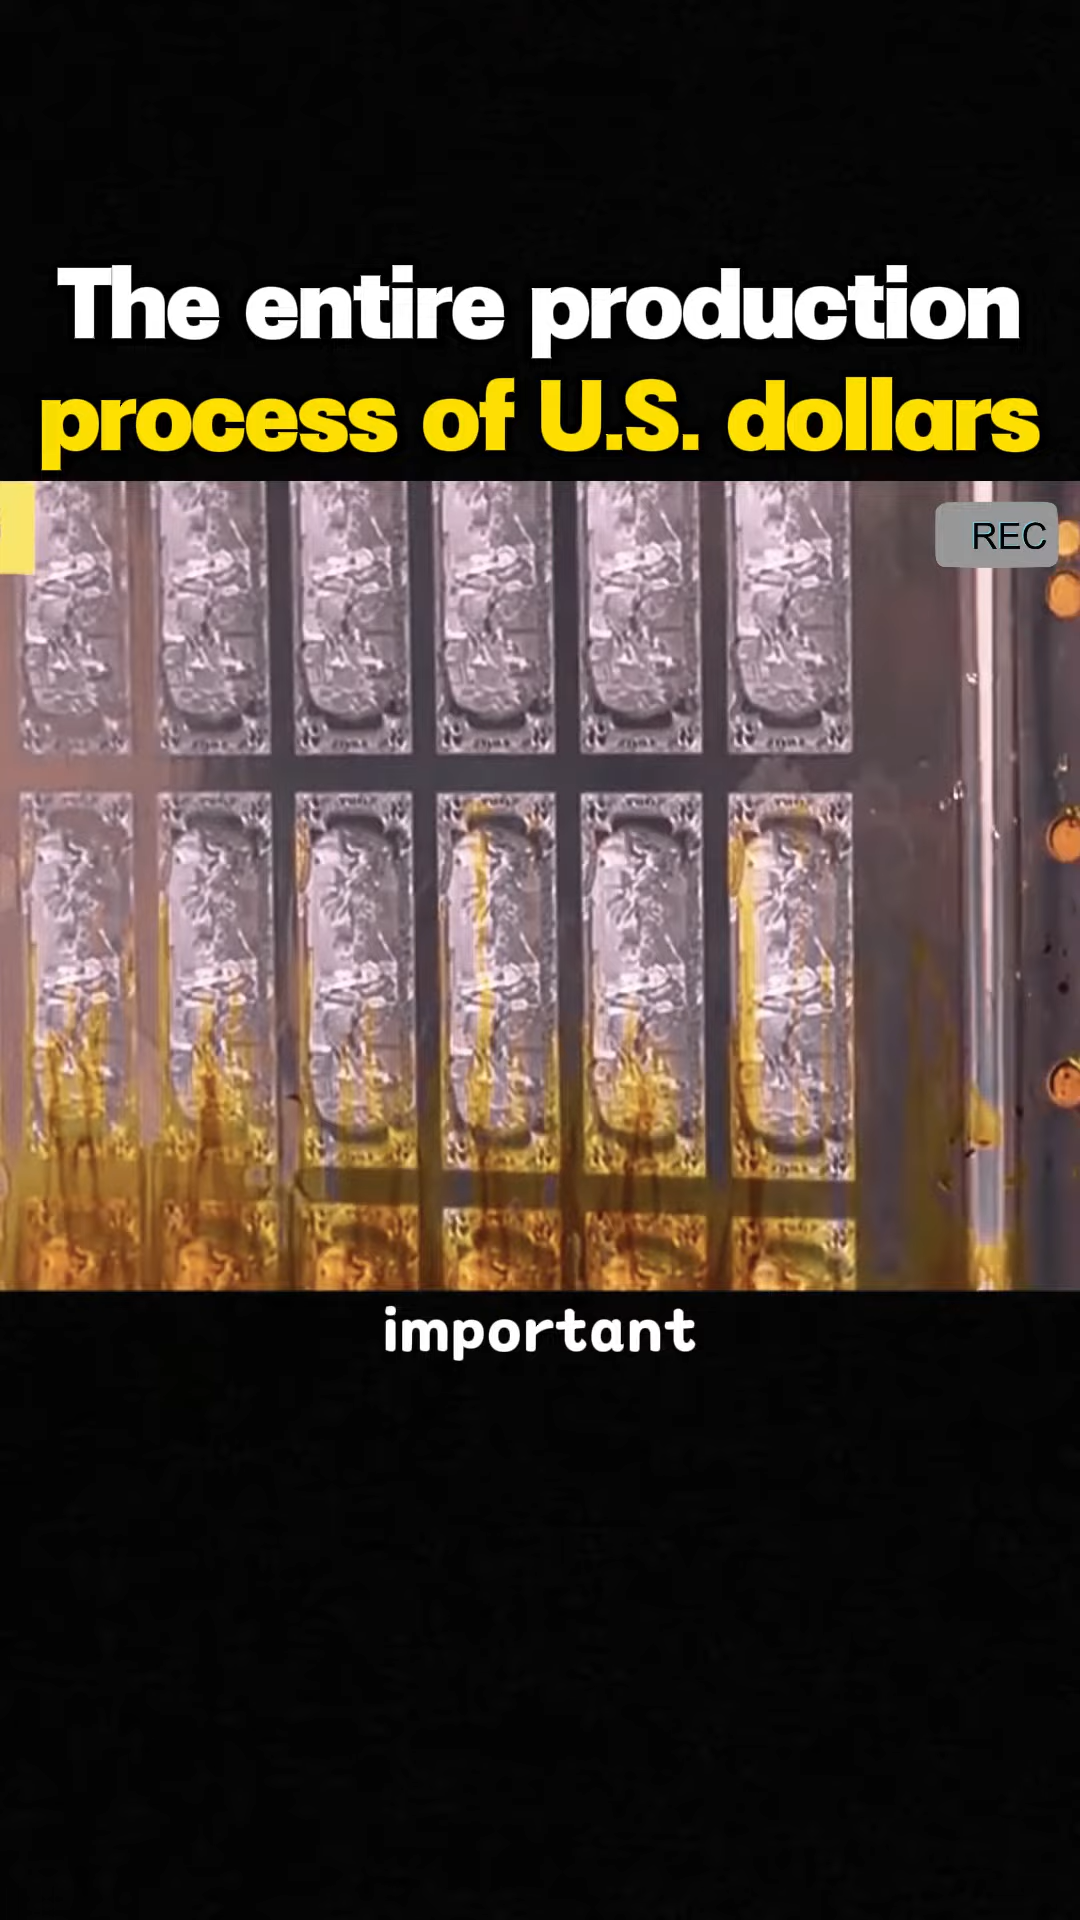 The entire production
process of U.S. dollars
REC
important